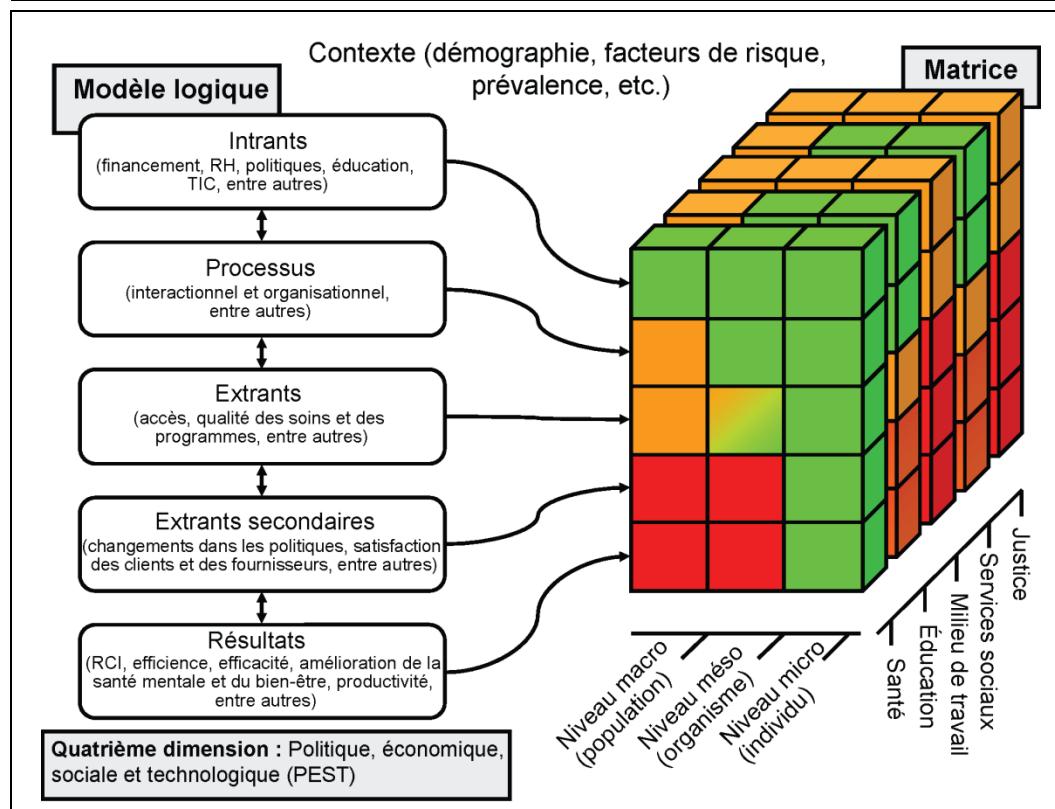 Contexte (démographie, facteurs de risque,
prévalence, etc.)
Modèle logique
Matrice
Intrants
(financement, RH, politiques, éducation,
TIC, entre autres)
Processus
(interactionnel et organisationnel,
entre autres)
Extrants
(accès, qualité des soins et des
programmes, entre autres)
Extrants secondaires
(changements dans les politiques, satisfaction
des clients et des fournisseurs, entre autres)
Résultats
(RCI, efficience, efficacité, amélioration de la
santé mentale et du bien-être, productivité,
entre autres)
Niveau macro
(population)
Niveau méso
(organisme)
Niveau micro
(individu)
Santé
Éducation
Milieu de travail
Services sociaux
Justice
Quatrième dimension : Politique, économique,
sociale et technologique (PEST)